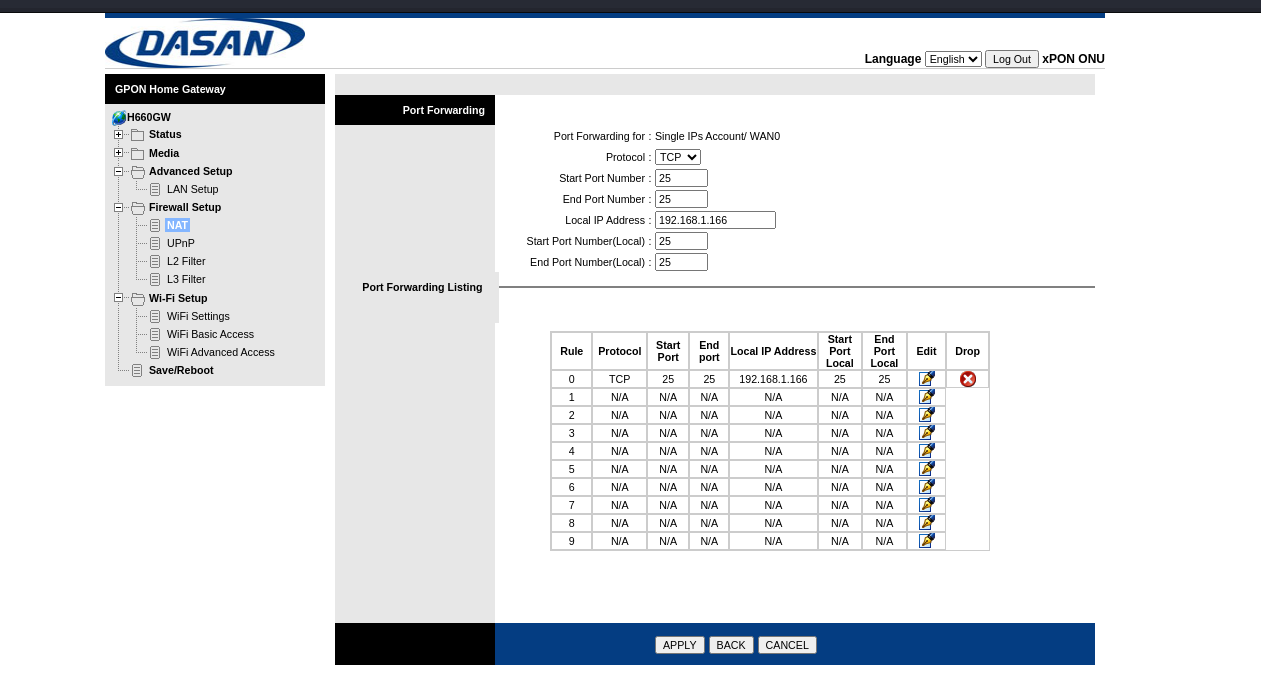 DASAN
Language English Log Out xPON ONU
GPON Home Gateway
H660GW
Status
Media
Advanced Setup
LAN Setup
Firewall Setup
NAT
UPnP
L2 Filter
L3 Filter
Wi-Fi Setup
WiFi Settings
WiFi Basic Access
WiFi Advanced Access
Save/Reboot
Port Forwarding
Port Forwarding for : Single IPs Account/ WAN0
Protocol : TCP
Start Port Number : 25
End Port Number : 25
Local IP Address : 192.168.1.166
Start Port Number(Local) : 25
End Port Number(Local) : 25
Port Forwarding Listing
Rule Protocol Start Port End port Local IP Address Start Port Local End Port Local Edit Drop
0 TCP 25 25 192.168.1.166 25 25
1 N/A N/A N/A N/A N/A N/A
2 N/A N/A N/A N/A N/A N/A
3 N/A N/A N/A N/A N/A N/A
4 N/A N/A N/A N/A N/A N/A
5 N/A N/A N/A N/A N/A N/A
6 N/A N/A N/A N/A N/A N/A
7 N/A N/A N/A N/A N/A N/A
8 N/A N/A N/A N/A N/A N/A
9 N/A N/A N/A N/A N/A N/A
APPLY BACK CANCEL